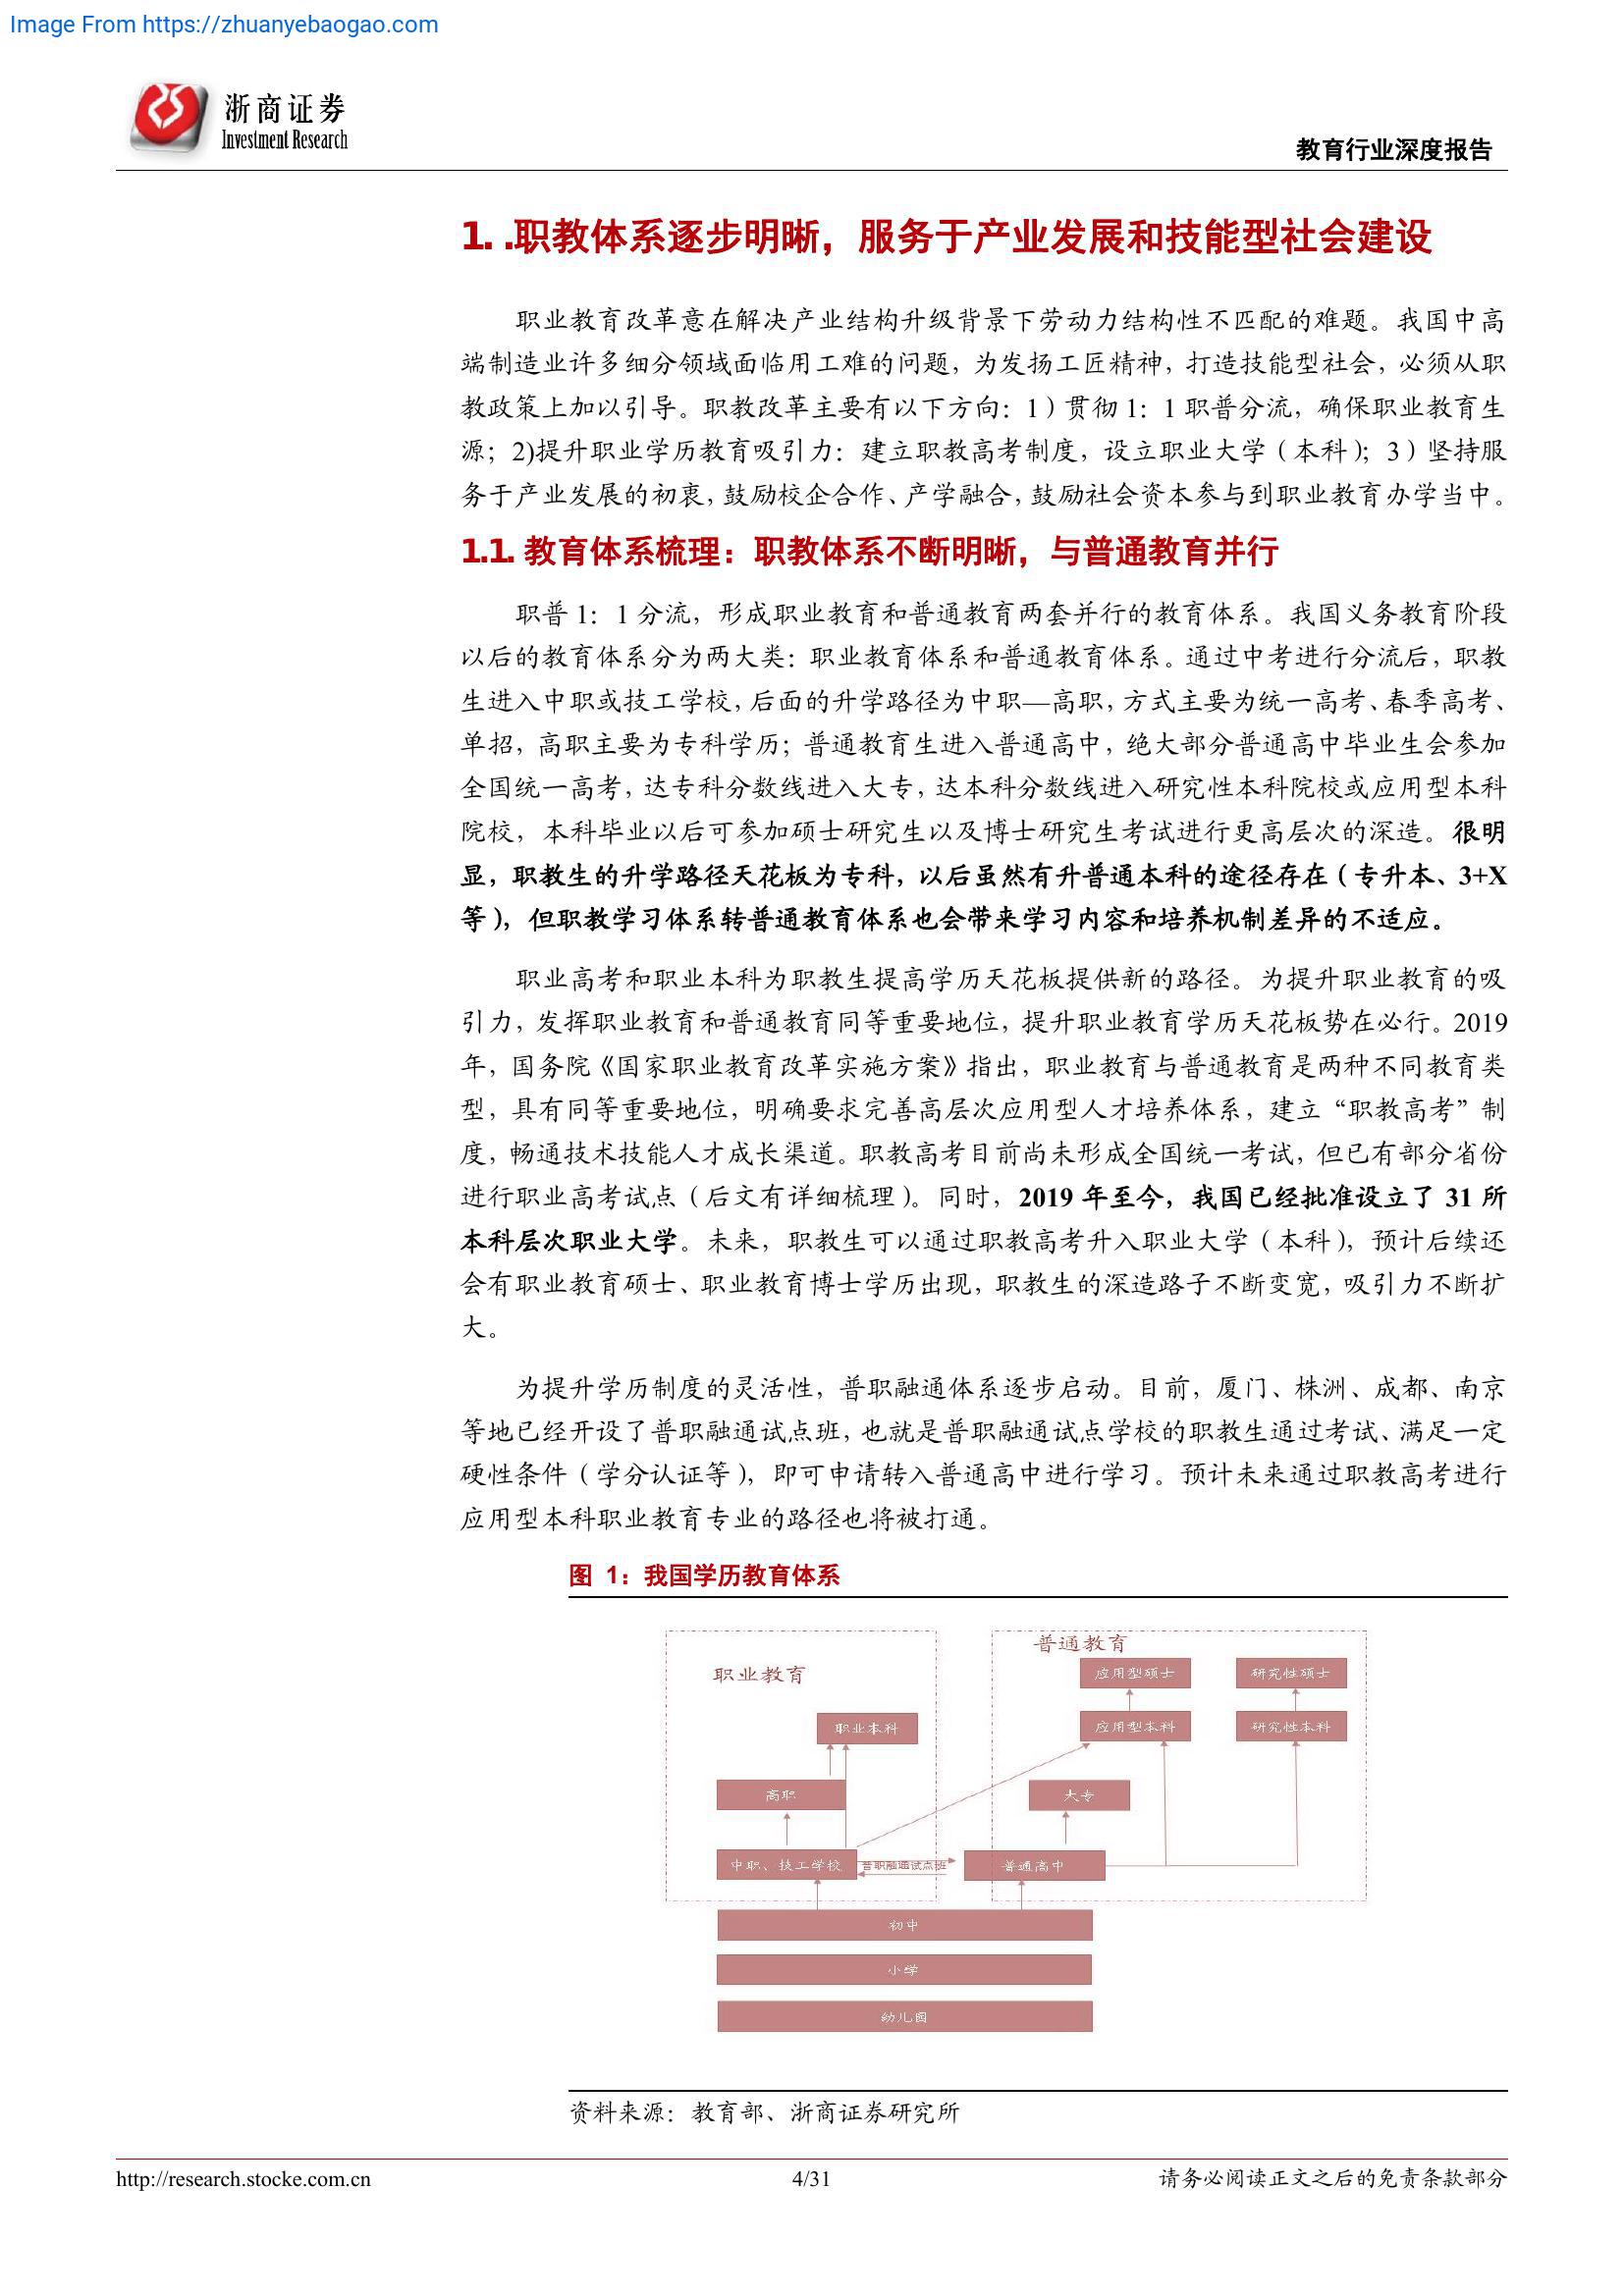 Image From https://zhuanyebaogao.com
浙商证券
Investment Research
教育行业深度报告
1. .职教体系逐步明晰，服务于产业发展和技能型社会建设
职业教育改革意在解决产业结构升级背景下劳动力结构性不匹配的难题。我国中高
端制造业许多细分领域面临用工难的问题，为发扬工匠精神，打造技能型社会，必须从职
教政策上加以引导。职教改革主要有以下方向：1）贯彻 1：1 职普分流，确保职业教育生
源；2)提升职业学历教育吸引力：建立职教高考制度，设立职业大学（本科）；3）坚持服
务于产业发展的初衷，鼓励校企合作、产学融合，鼓励社会资本参与到职业教育办学当中。
1.1. 教育体系梳理：职教体系不断明晰，与普通教育并行
职普 1：1 分流，形成职业教育和普通教育两套并行的教育体系。我国义务教育阶段
以后的教育体系分为两大类：职业教育体系和普通教育体系。通过中考进行分流后，职教
生进入中职或技工学校，后面的升学路径为中职—高职，方式主要为统一高考、春季高考、
单招，高职主要为专科学历；普通教育生进入普通高中，绝大部分普通高中毕业生会参加
全国统一高考，达专科分数线进入大专，达本科分数线进入研究性本科院校或应用型本科
院校，本科毕业以后可参加硕士研究生以及博士研究生考试进行更高层次的深造。很明
显，职教生的升学路径天花板为专科，以后虽然有升普通本科的途径存在（专升本、3+X
等），但职教学习体系转普通教育体系也会带来学习内容和培养机制差异的不适应。
职业高考和职业本科为职教生提高学历天花板提供新的路径。为提升职业教育的吸
引力，发挥职业教育和普通教育同等重要地位，提升职业教育学历天花板势在必行。2019
年，国务院《国家职业教育改革实施方案》指出，职业教育与普通教育是两种不同教育类
型，具有同等重要地位，明确要求完善高层次应用型人才培养体系，建立“职教高考”制
度，畅通技术技能人才成长渠道。职教高考目前尚未形成全国统一考试，但已有部分省份
进行职业高考试点（后文有详细梳理）。同时，2019 年至今，我国已经批准设立了 31 所
本科层次职业大学。未来，职教生可以通过职教高考升入职业大学（本科），预计后续还
会有职业教育硕士、职业教育博士学历出现，职教生的深造路子不断变宽，吸引力不断扩
大。
为提升学历制度的灵活性，普职融通体系逐步启动。目前，厦门、株洲、成都、南京
等地已经开设了普职融通试点班，也就是普职融通试点学校的职教生通过考试、满足一定
硬性条件（学分认证等），即可申请转入普通高中进行学习。预计未来通过职教高考进行
应用型本科职业教育专业的路径也将被打通。
图 1：我国学历教育体系
普通教育
职业教育
应用型硕士
研究性硕士
职业本科
应用型本科
研究性本科
高职
大专
中职、技工学校
普职融通试点班
普通高中
初中
小学
幼儿园
资料来源：教育部、浙商证券研究所
http://research.stocke.com.cn
4/31
请务必阅读正文之后的免责条款部分